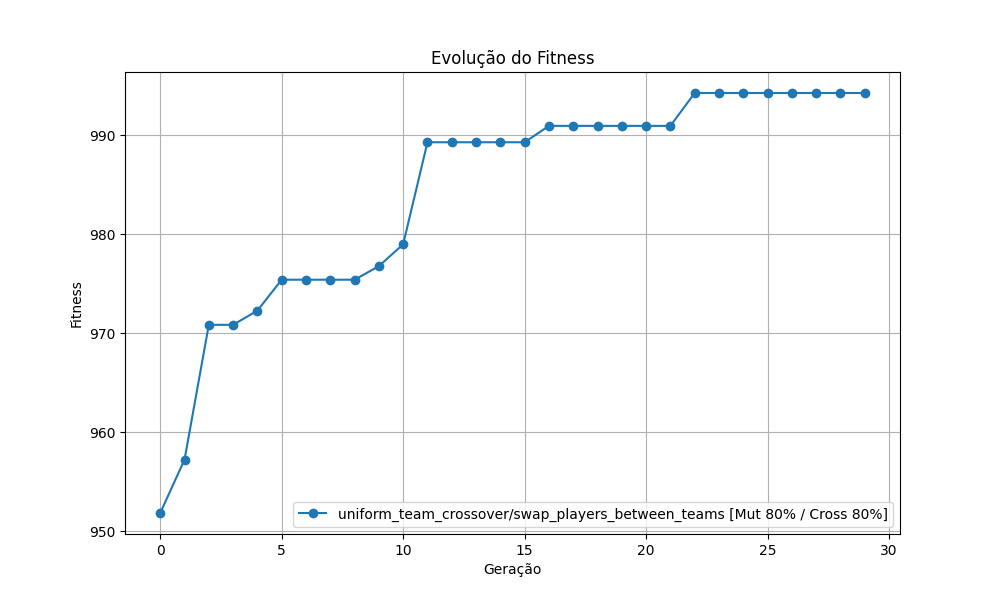 Evolução do Fitness
Fitness
990
980
970
960
950
0 5 10 15 20 25 30
Geração
uniform_team_crossover/swap_players_between_teams [Mut 80% / Cross 80%]